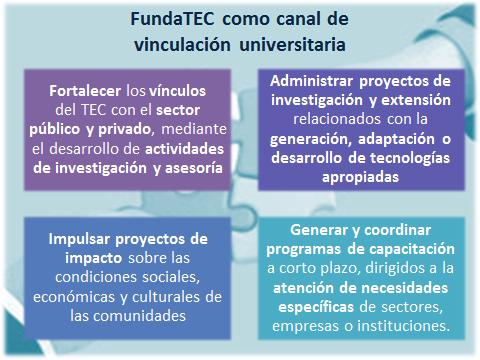 FundaTEC como canal de
vinculación universitaria
Fortalecer los vínculos
del TEC con el sector
público y privado, mediante
el desarrollo de actividades
de investigación y asesoría
Administrar proyectos de
investigación y extensión
relacionados con la
generación, adaptación o
desarrollo de tecnologías
apropiadas
Impulsar proyectos de
impacto sobre las
condiciones sociales,
económicas y culturales de
las comunidades
Generar y coordinar
programas de capacitación
a corto plazo, dirigidos a la
atención de necesidades
específicas de sectores,
empresas o instituciones.